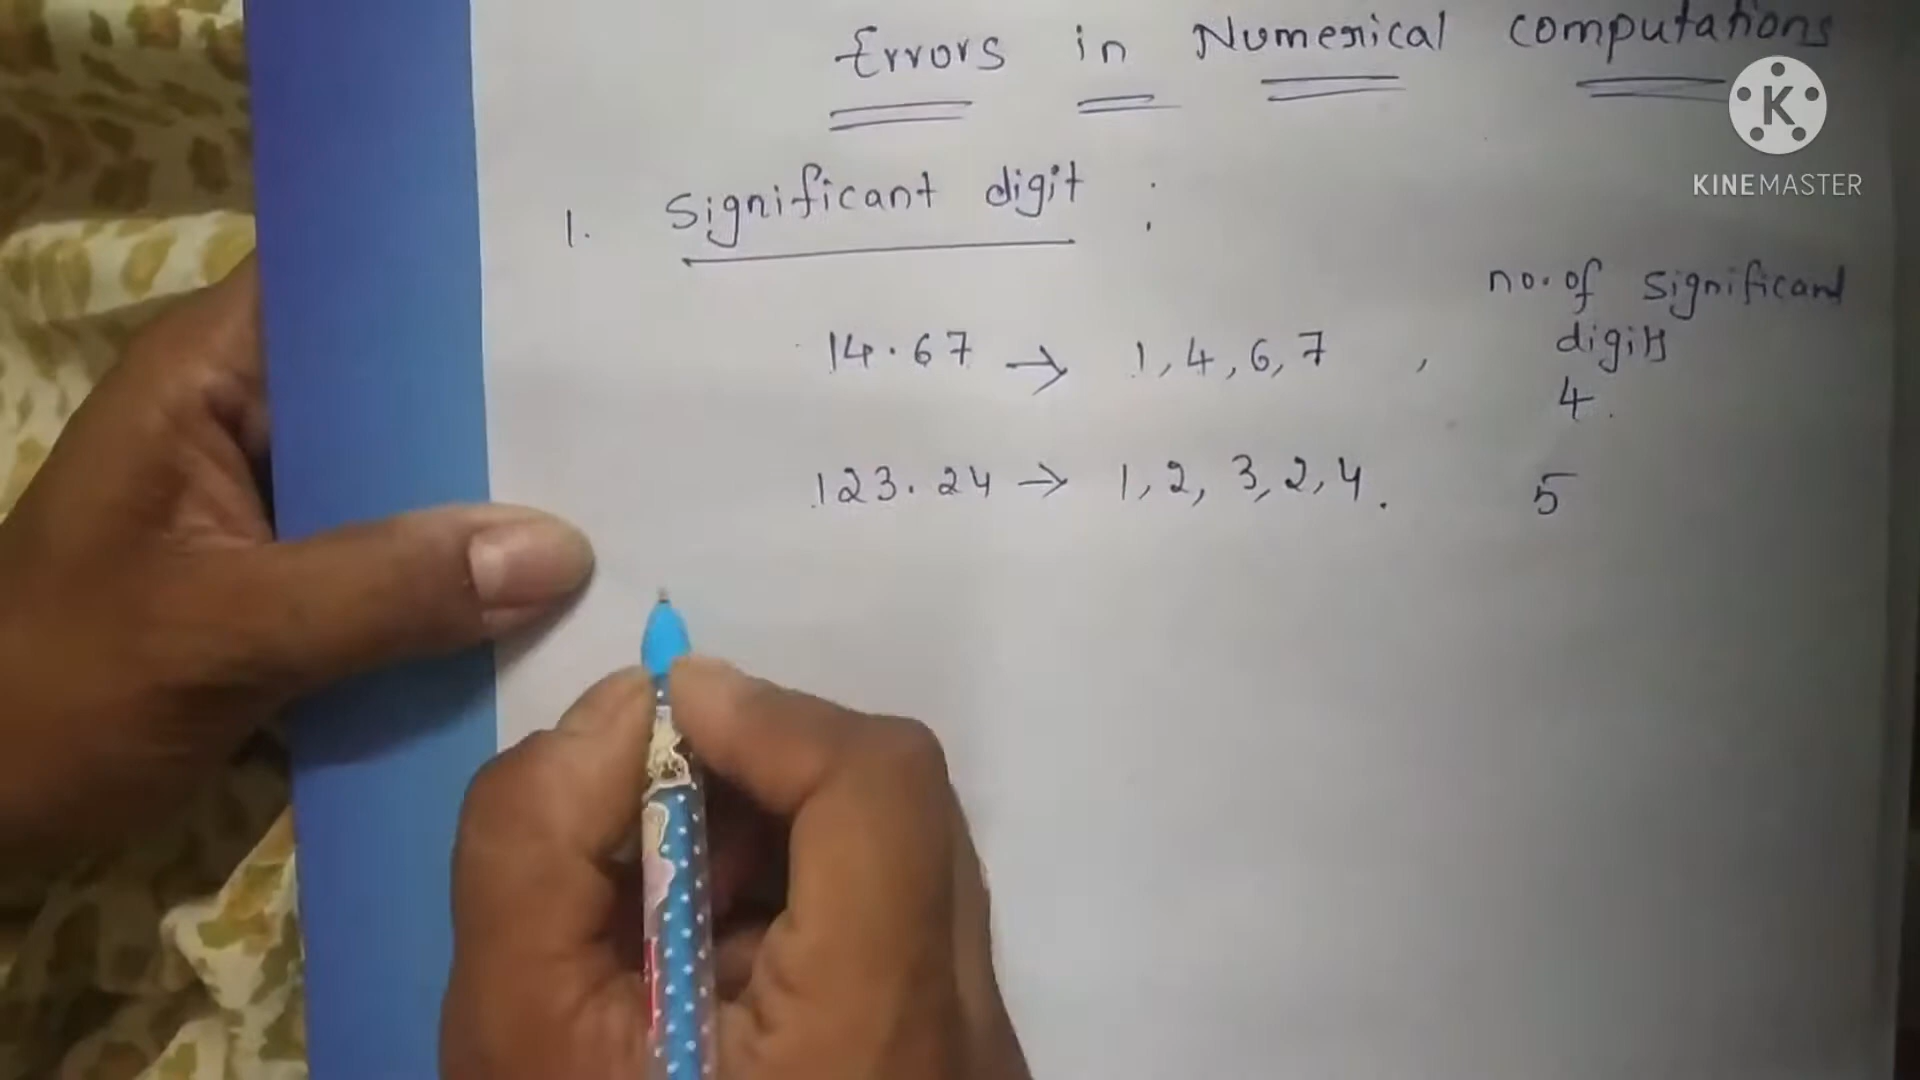 Errors in Numerical computations
K
KINEMASTER
1. Significant digit :
no. of significant
digits
14.67 → 1, 4, 6, 7 ,
4.
123.24 → 1, 2, 3, 2, 4. 5